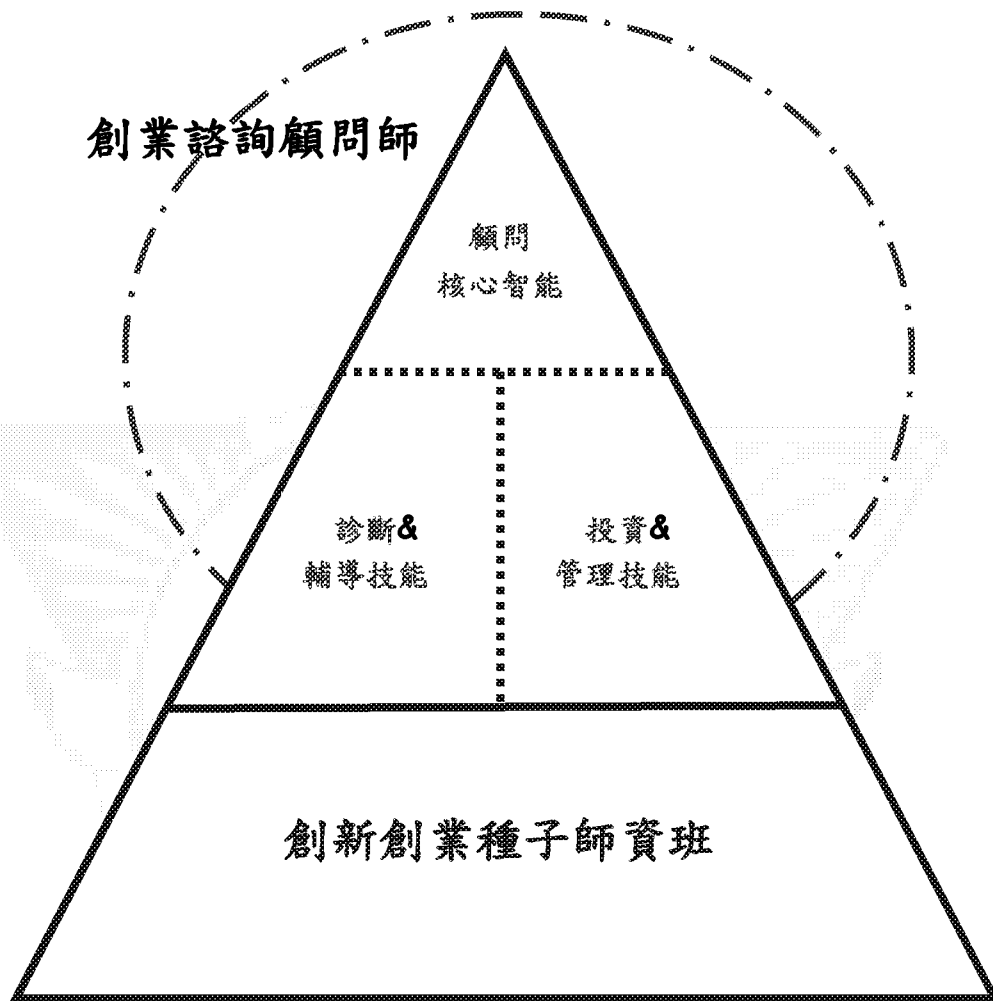 創業諮詢顧問師
顧問
核心智能
診斷&
輔導技能
投資&
管理技能
創新創業種子師資班